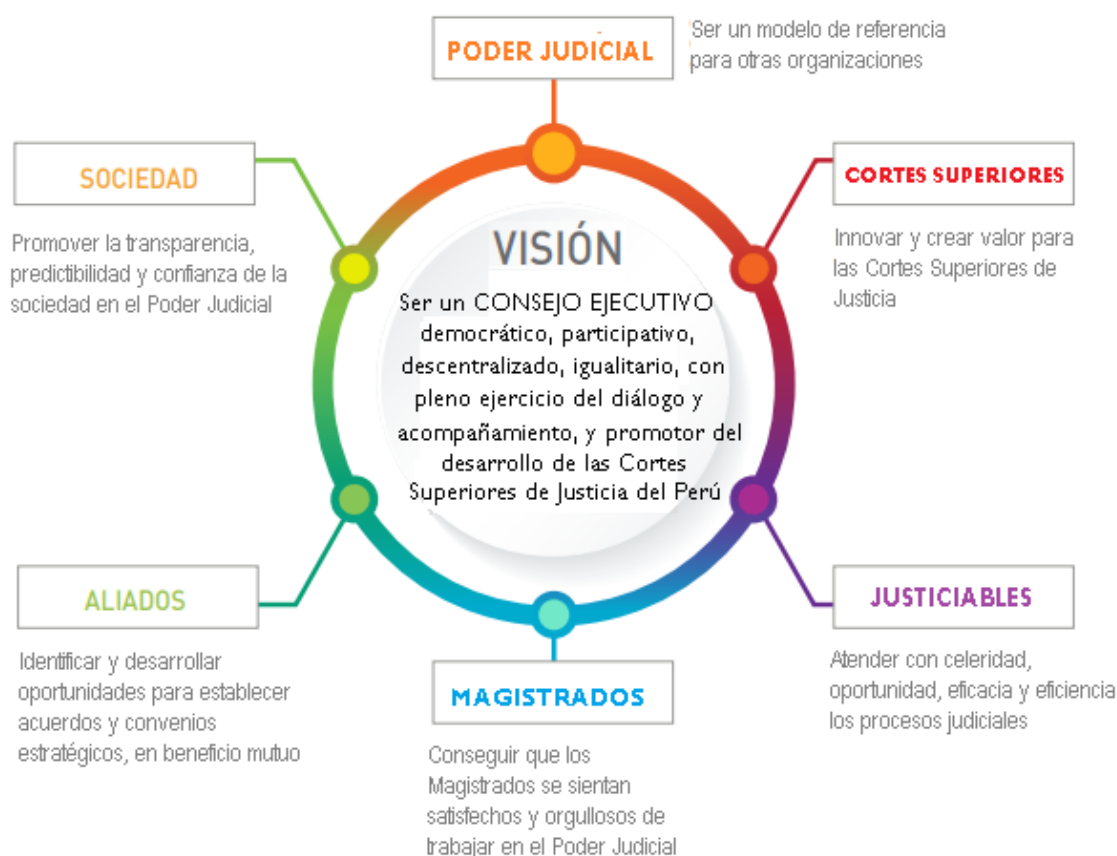 PODER JUDICIAL
Ser un modelo de referencia
para otras organizaciones
SOCIEDAD
Promover la transparencia,
predictibilidad y confianza de la
sociedad en el Poder Judicial
CORTES SUPERIORES
Innovar y crear valor para
las Cortes Superiores de
Justicia
VISIÓN
Ser un CONSEJO EJECUTIVO
democrático, participativo,
descentralizado, igualitario, con
pleno ejercicio del diálogo y
acompañamiento, y promotor del
desarrollo de las Cortes
Superiores de Justicia del Perú
ALIADOS
Identificar y desarrollar
oportunidades para establecer
acuerdos y convenios
estratégicos, en beneficio mutuo
MAGISTRADOS
Conseguir que los
Magistrados se sientan
satisfechos y orgullosos de
trabajar en el Poder Judicial
JUSTICIABLES
Atender con celeridad,
oportunidad, eficacia y eficiencia
los procesos judiciales